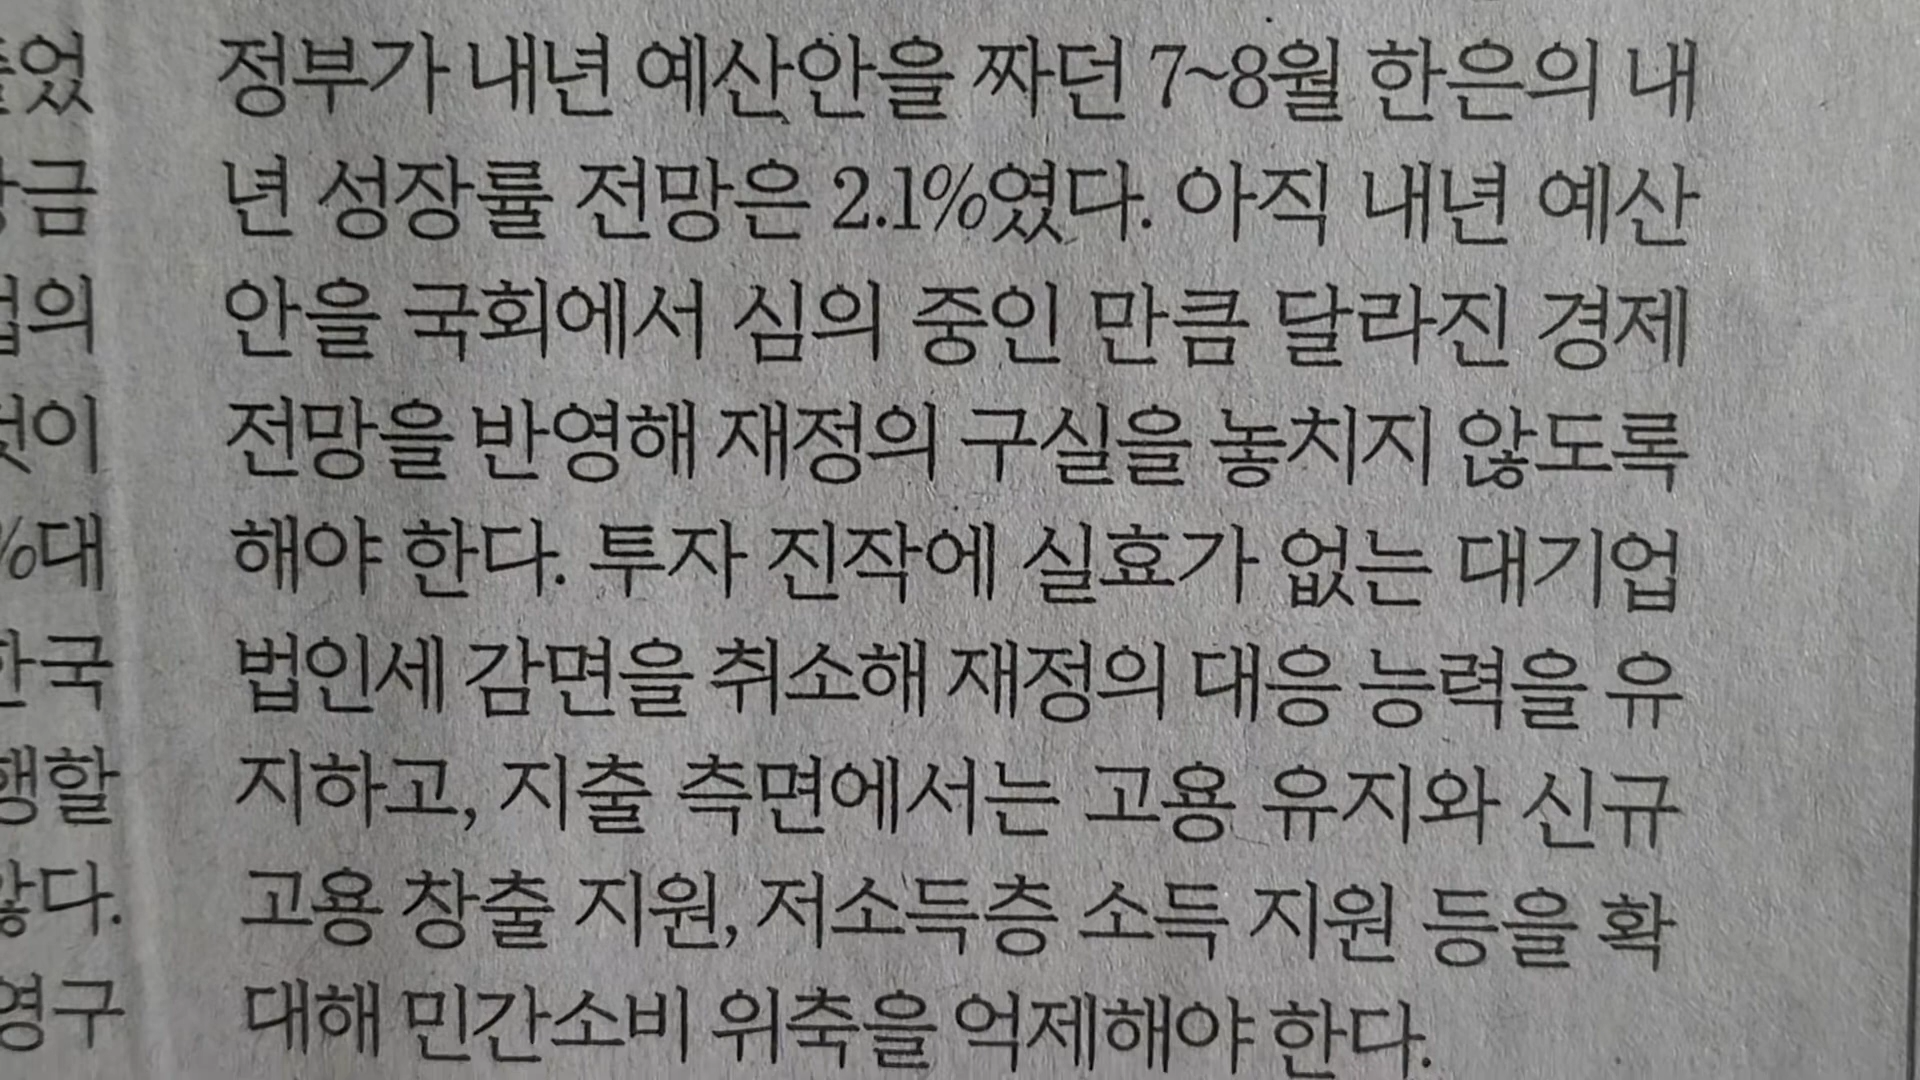 정부가 내년 예산안을 짜던 7~8월 한은의 내
년 성장률 전망은 2.1%였다. 아직 내년 예산
안을 국회에서 심의 중인 만큼 달라진 경제
전망을 반영해 재정의 구실을 놓치지 않도록
해야 한다. 투자 진작에 실효가 없는 대기업
법인세 감면을 취소해 재정의 대응 능력을 유
지하고, 지출 측면에서는 고용 유지와 신규
고용 창출 지원, 저소득층 소득 지원 등을 확
대해 민간소비 위축을 억제해야 한다.